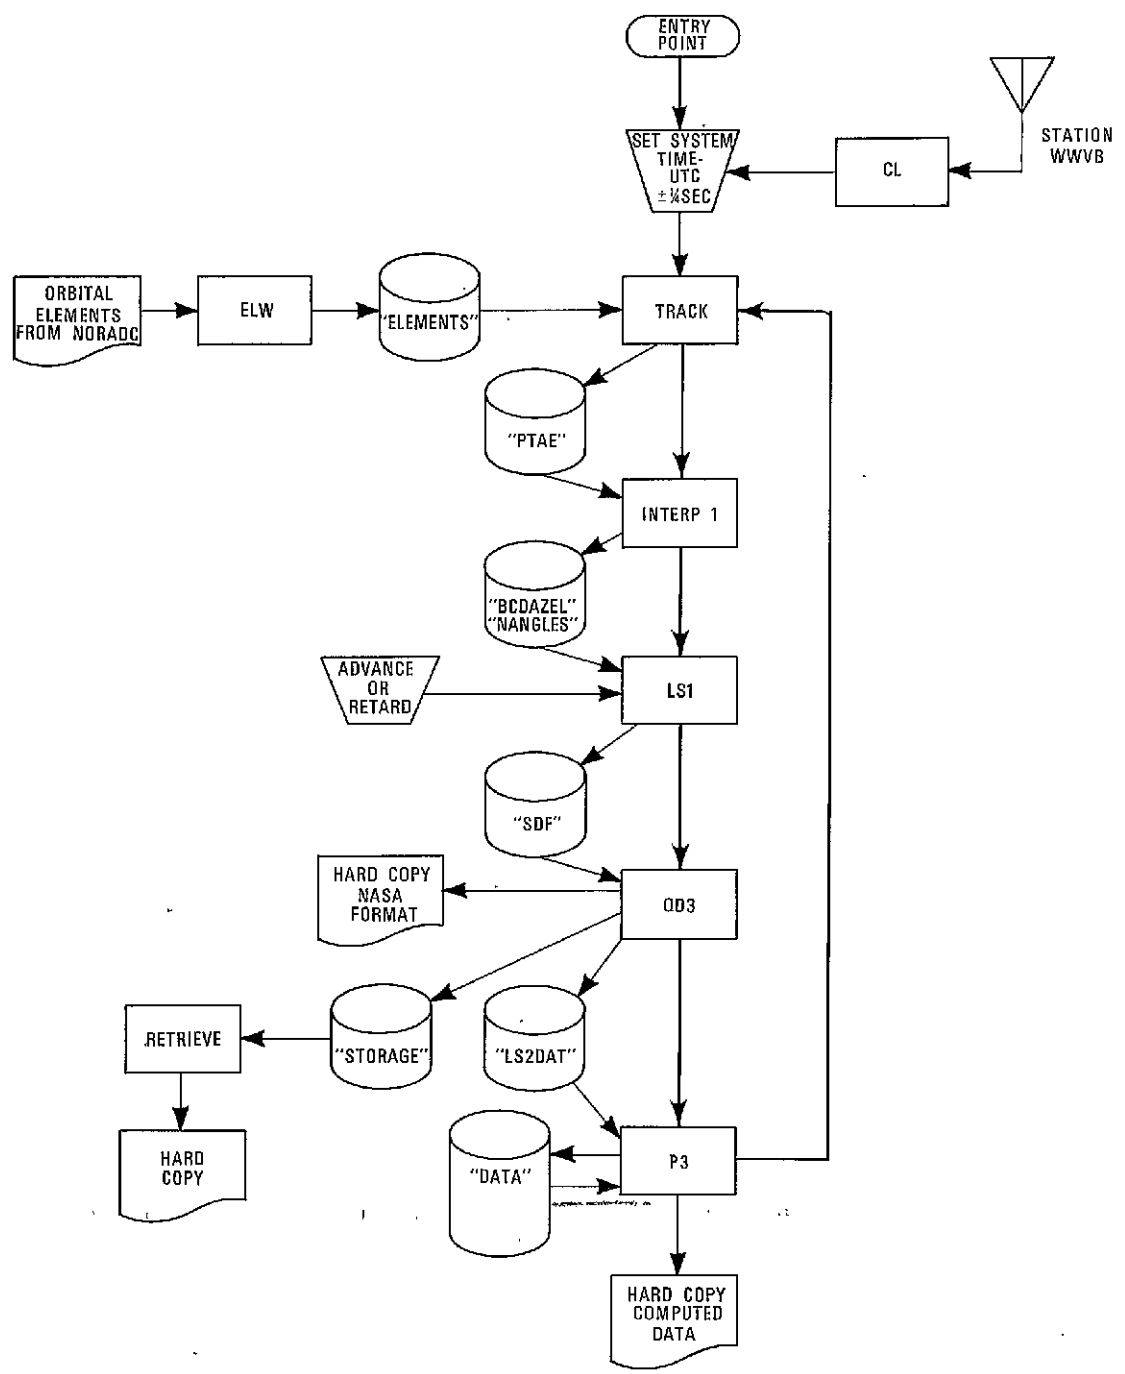 ENTRY
POINT
SET SYSTEM
TIME-
UTC
±¼SEC
CL
STATION
WWVB
ORBITAL
ELEMENTS
FROM NORADC
ELW
"ELEMENTS"
TRACK
"PTAE"
INTERP 1
"BCDAZEL"
"NANGLES"
ADVANCE
OR
RETARD
LS1
"SDF"
HARD COPY
NASA
FORMAT
OD3
RETRIEVE
"STORAGE"
"LS2DAT"
HARD
COPY
"DATA"
P3
HARD COPY
COMPUTED
DATA